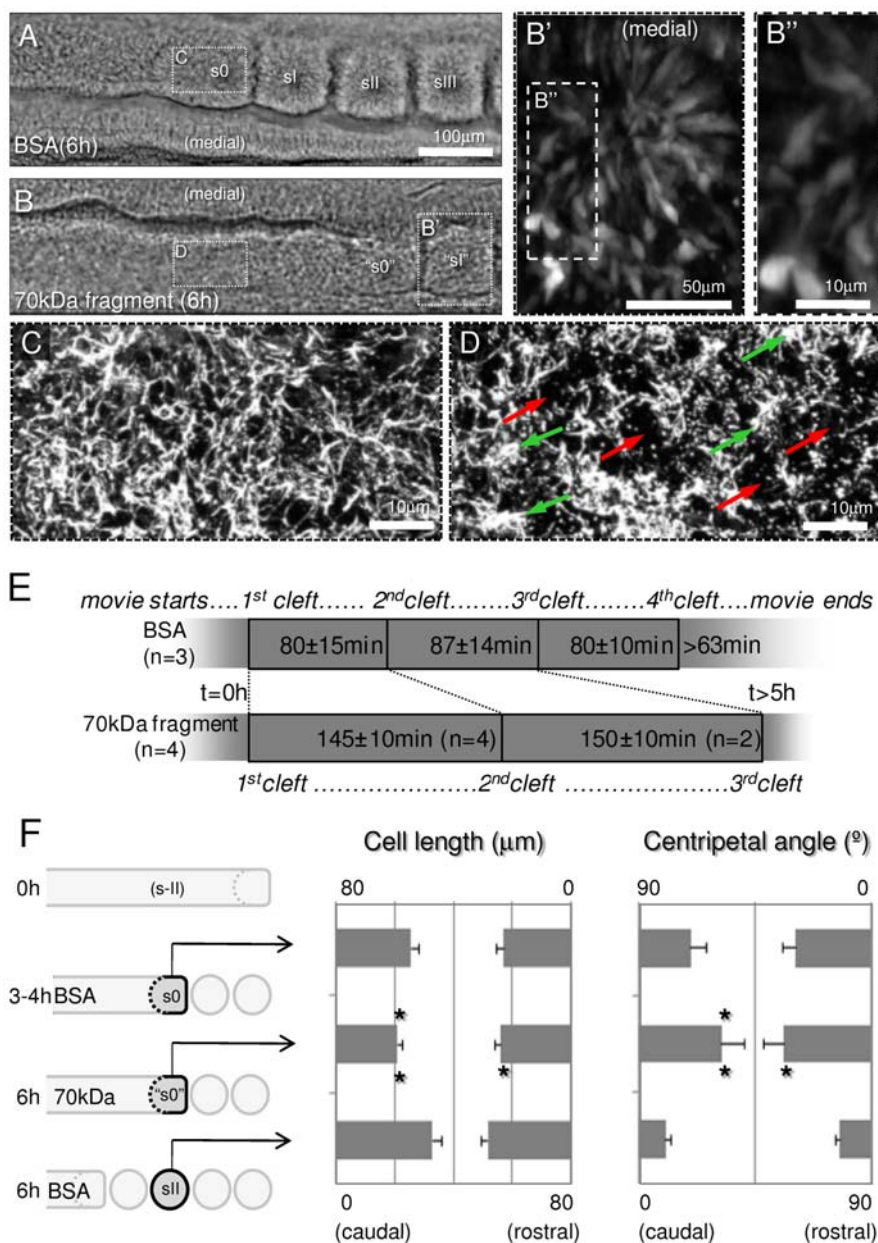 A
C
s0
sI
sII
sIII
(medial)
BSA(6h)
100μm
B
(medial)
D
"s0"
B'
"sI"
70kDa fragment (6h)
B'
(medial)
B''
50μm
B''
10μm
C
10μm
D
10μm
E
movie starts.... 1st cleft...... 2nd cleft........ 3rd cleft........ 4th cleft.... movie ends
BSA
(n=3)
80±15min
87±14min
80±10min
>63min
t=0h
t>5h
70kDa fragment
(n=4)
145±10min (n=4)
150±10min (n=2)
1st cleft .................... 2nd cleft ...................... 3rd cleft
F
Cell length (μm)
Centripetal angle (º)
80 0
90 0
0h
(s-II)
3-4h BSA
s0
*
*
6h 70kDa
"s0"
*
*
*
*
6h BSA
sII
0 80
0 90
(caudal) (rostral)
(caudal) (rostral)